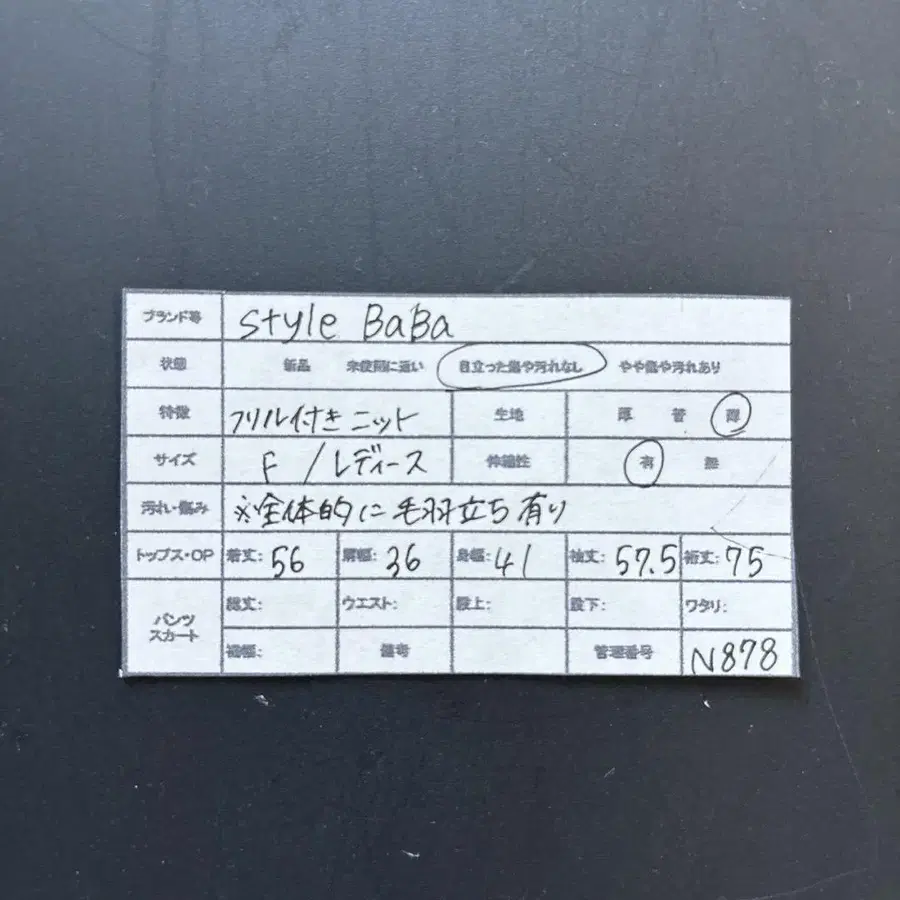 ブランド等 style BaBa
状態 新品 未使用に近い 目立った傷や汚れなし やや傷や汚れあり
特徴 フリル付きニット 生地 厚 普 薄
サイズ F / レディース 伸縮性 有 無
汚れ・傷み ※全体的に毛羽立ち有り
トップス・OP 着丈: 56 肩幅: 36 身幅: 41 袖丈: 57.5 裄丈: 75
パンツ スカート 総丈: ウエスト: 股上: 股下: ワタリ:
裾幅: 備考 管理番号 N878